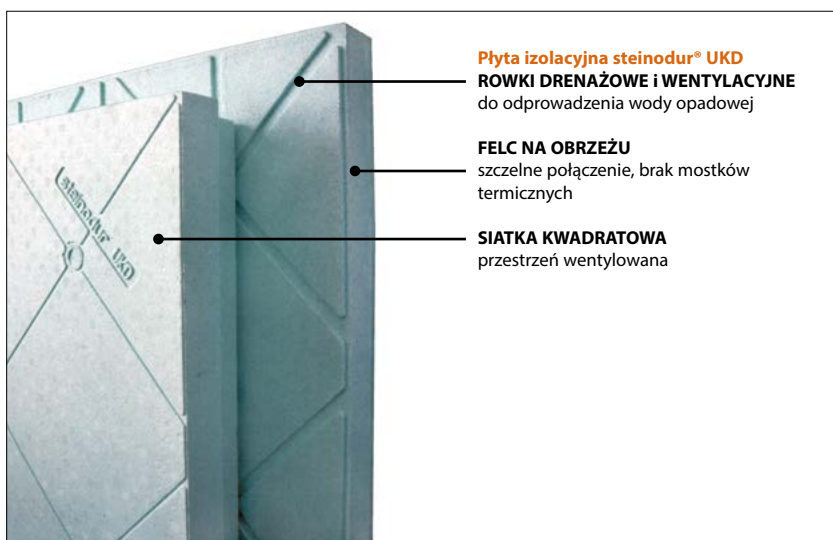 Płyta izolacyjna steinodur® UKD
ROWKI DRENAŻOWE i WENTYLACYJNE
do odprowadzenia wody opadowej
FELC NA OBRZEŻU
szczelne połączenie, brak mostków
termicznych
SIATKA KWADRATOWA
przestrzeń wentylowana
steinodur UKD